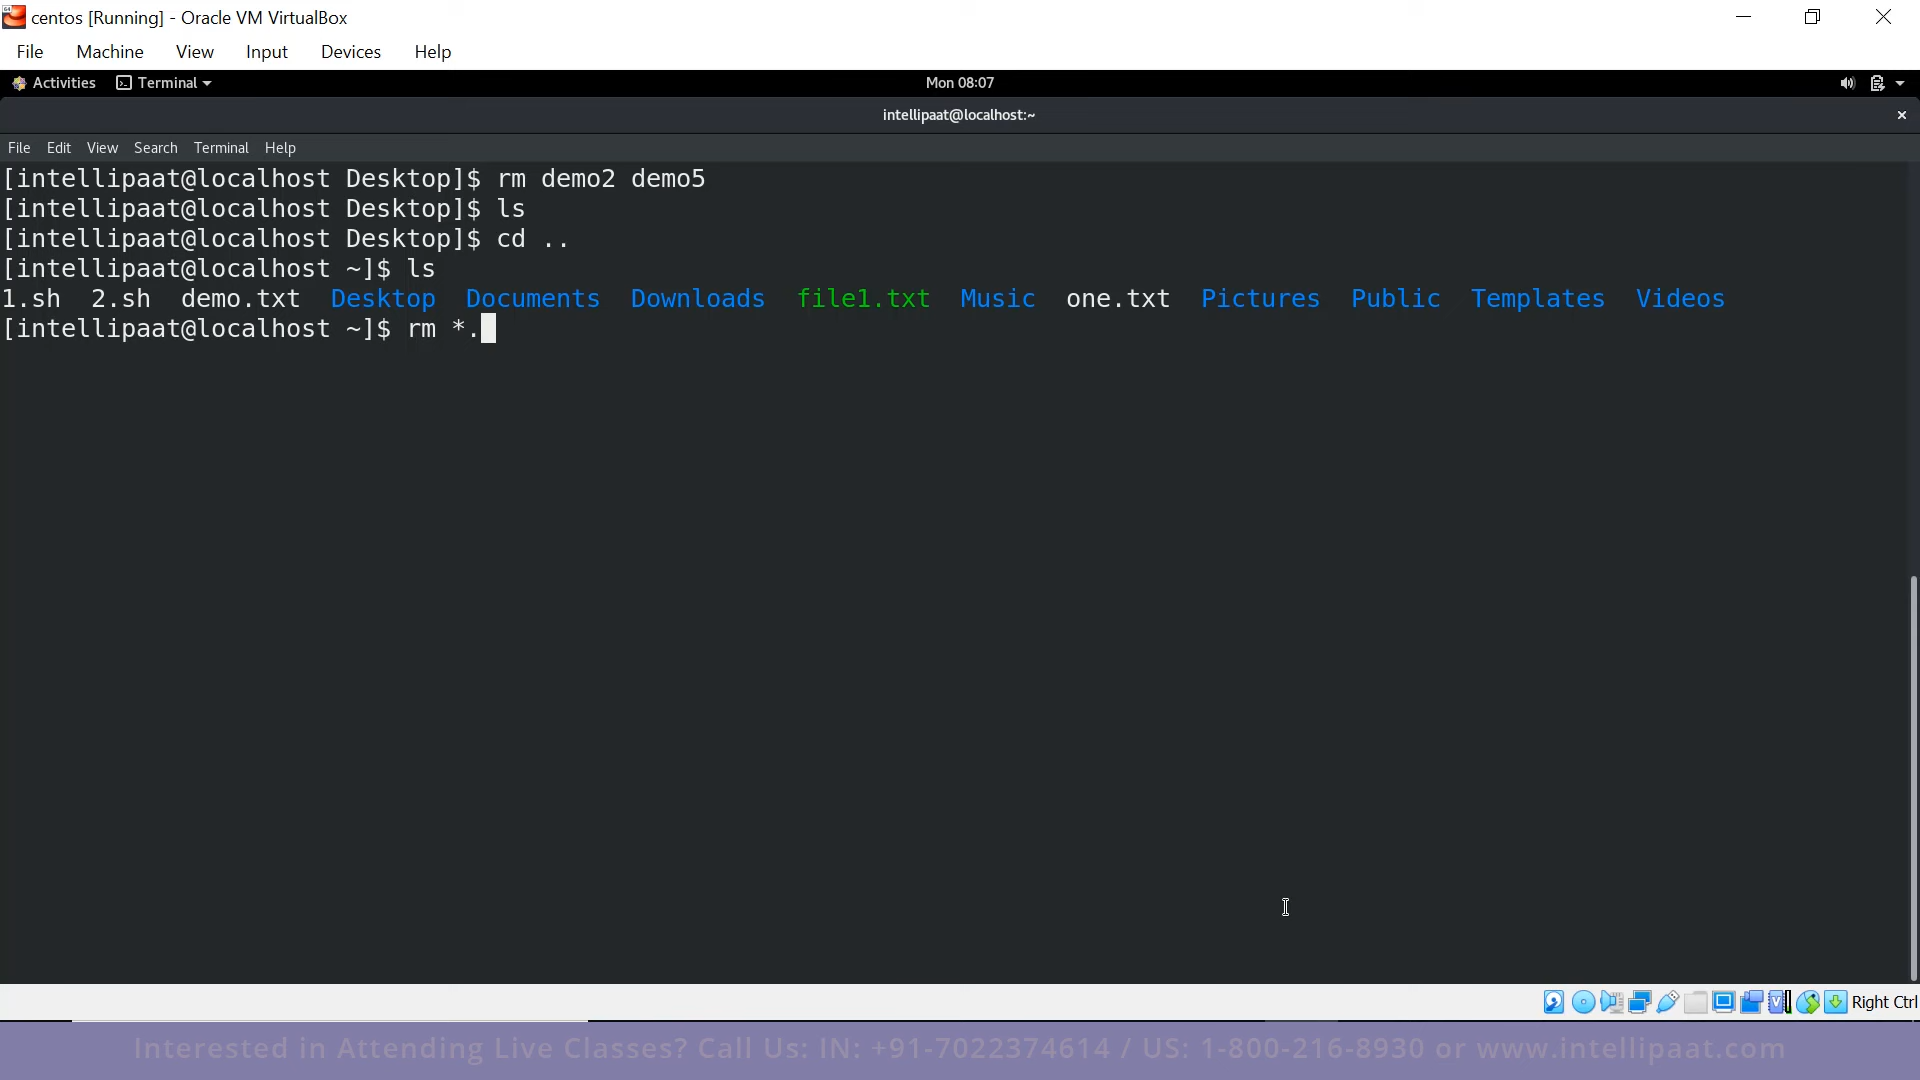 centos [Running] - Oracle VM VirtualBox
File Machine View Input Devices Help
Activities Terminal Mon 08:07
intellipaat@localhost:~
File Edit View Search Terminal Help
[intellipaat@localhost Desktop]$ rm demo2 demo5
[intellipaat@localhost Desktop]$ ls
[intellipaat@localhost Desktop]$ cd ..
[intellipaat@localhost ~]$ ls
1.sh 2.sh demo.txt Desktop Documents Downloads file1.txt Music one.txt Pictures Public Templates Videos
[intellipaat@localhost ~]$ rm *.
Right Ctrl
Interested in Attending Live Classes? Call Us: IN: +91-7022374614 / US: 1-800-216-8930 or www.intellipaat.com